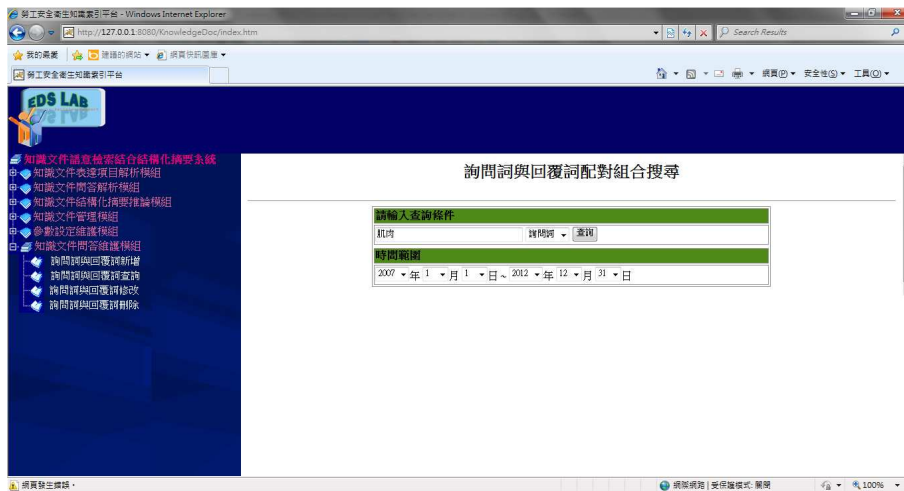 勞工安全衛生知識索引平台 - Windows Internet Explorer
http://127.0.0.1:8080/KnowledgeDoc/index.htm
Search Results
我的最愛 建議的網站 網頁快訊圖庫
勞工安全衛生知識索引平台
網頁(P) 安全性(S) 工具(O)
EDS LAB
知識文件語意檢索結合結構化摘要系統
知識文件表達項目解析模組
知識文件問答解析模組
知識文件結構化摘要推論模組
知識文件管理模組
參數設定維護模組
知識文件問答維護模組
詢問詞與回覆詞新增
詢問詞與回覆詞查詢
詢問詞與回覆詞修改
詢問詞與回覆詞刪除
詢問詞與回覆詞配對組合搜尋
請輸入查詢條件
肌肉 詢問詞 查詢
時間範圍
2007 年 1 月 1 日 ~ 2012 年 12 月 31 日
網頁發生錯誤。
網際網路 | 受保護模式: 關閉
100%